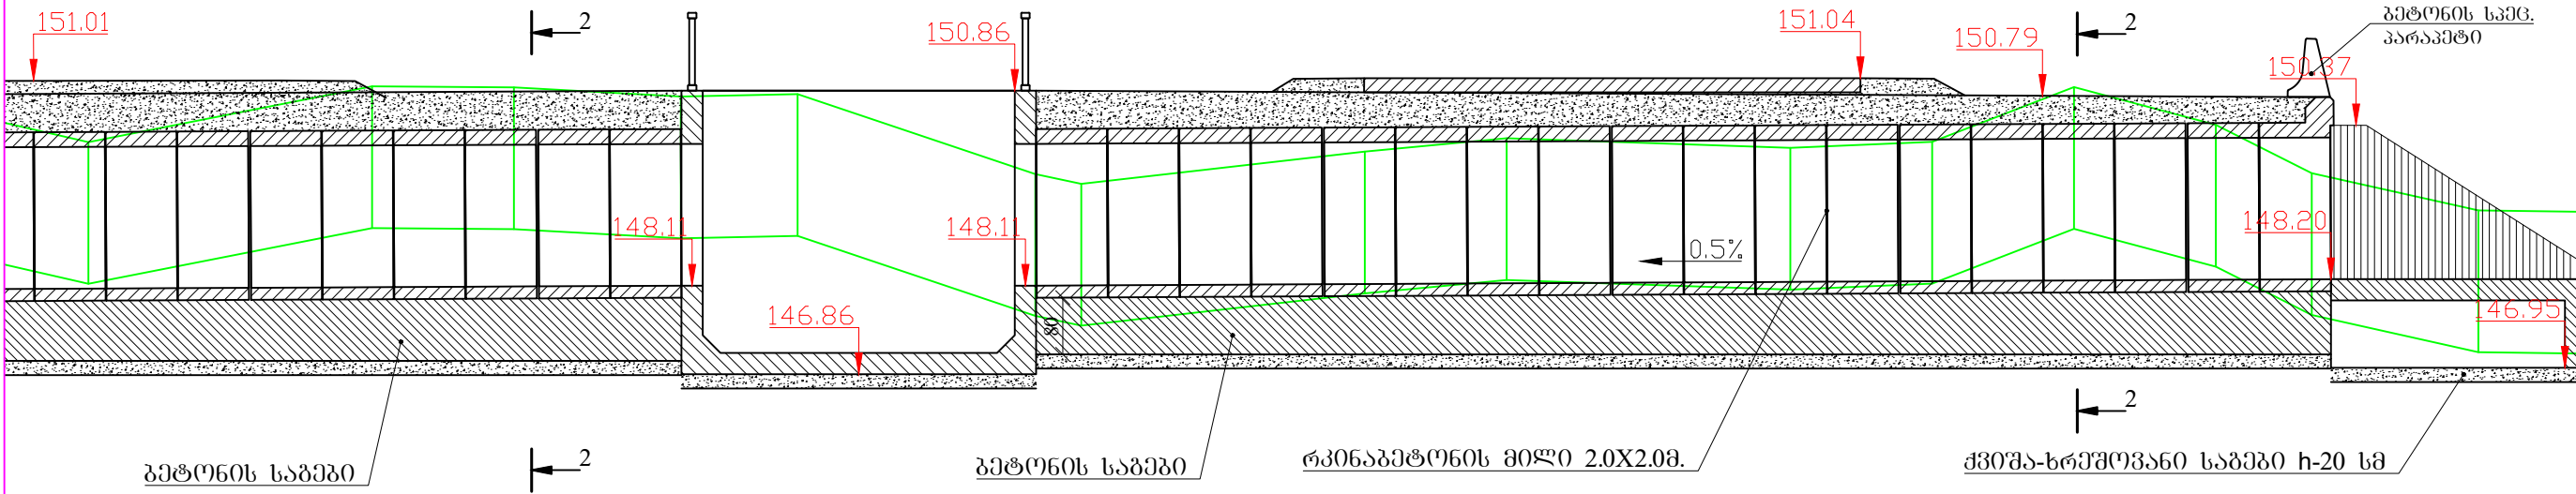 151.01
2
150.86
151.04
150.79
2
ბეტონის სპეც.
პარაპეტი
150.37
148.11
148.11
0.5%
148.20
146.86
80
146.95
2
2
ბეტონის საგები
ბეტონის საგები
რკინაბეტონის მილი 2.0X2.0მ.
ქვიშა-ხრეშოვანი საგები h-20 სმ